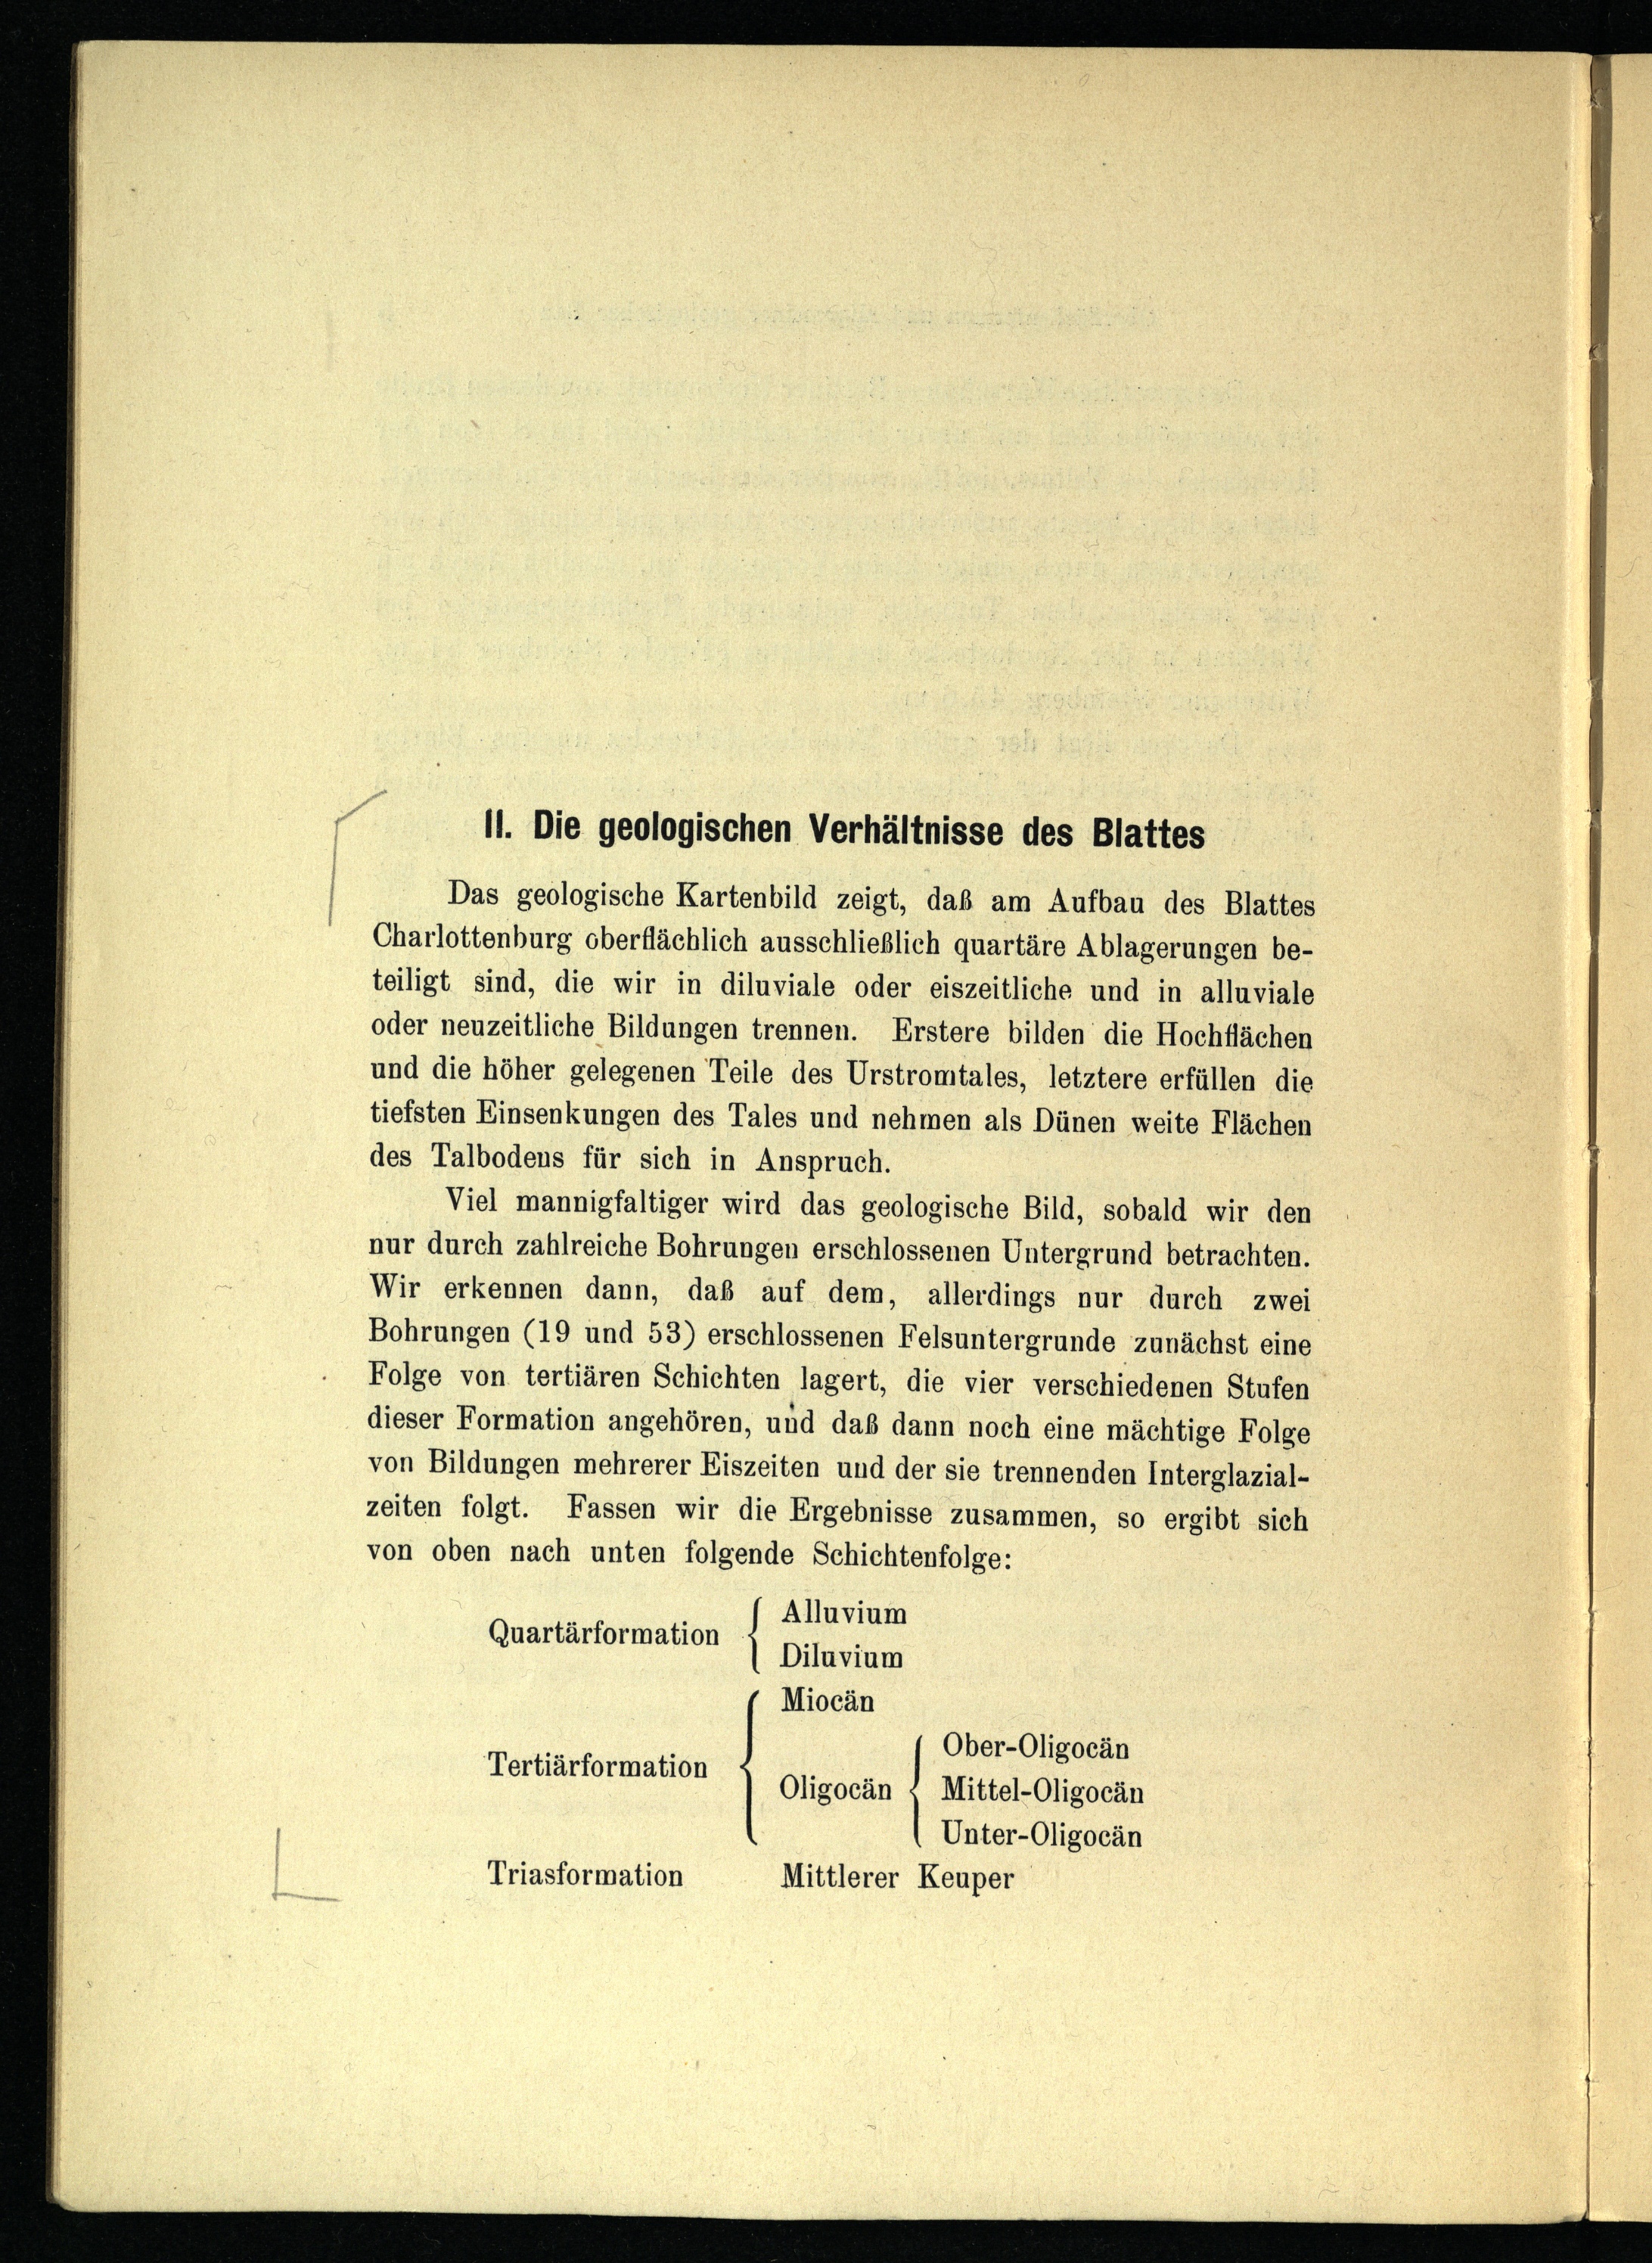 II. Die geologischen Verhältnisse des Blattes
Das geologische Kartenbild zeigt, daß am Aufbau des Blattes
Charlottenburg oberflächlich ausschließlich quartäre Ablagerungen be-
teiligt sind, die wir in diluviale oder eiszeitliche und in alluviale
oder neuzeitliche Bildungen trennen. Erstere bilden die Hochflächen
und die höher gelegenen Teile des Urstromtales, letztere erfüllen die
tiefsten Einsenkungen des Tales und nehmen als Dünen weite Flächen
des Talbodens für sich in Anspruch.
Viel mannigfaltiger wird das geologische Bild, sobald wir den
nur durch zahlreiche Bohrungen erschlossenen Untergrund betrachten.
Wir erkennen dann, daß auf dem, allerdings nur durch zwei
Bohrungen (19 und 53) erschlossenen Felsuntergrunde zunächst eine
Folge von tertiären Schichten lagert, die vier verschiedenen Stufen
dieser Formation angehören, und daß dann noch eine mächtige Folge
von Bildungen mehrerer Eiszeiten und der sie trennenden Interglazial-
zeiten folgt. Fassen wir die Ergebnisse zusammen, so ergibt sich
von oben nach unten folgende Schichtenfolge:
Quartärformation { Alluvium
Diluvium
Miocän
Tertiärformation { Oligocän { Ober-Oligocän
Mittel-Oligocän
Unter-Oligocän
Triasformation Mittlerer Keuper